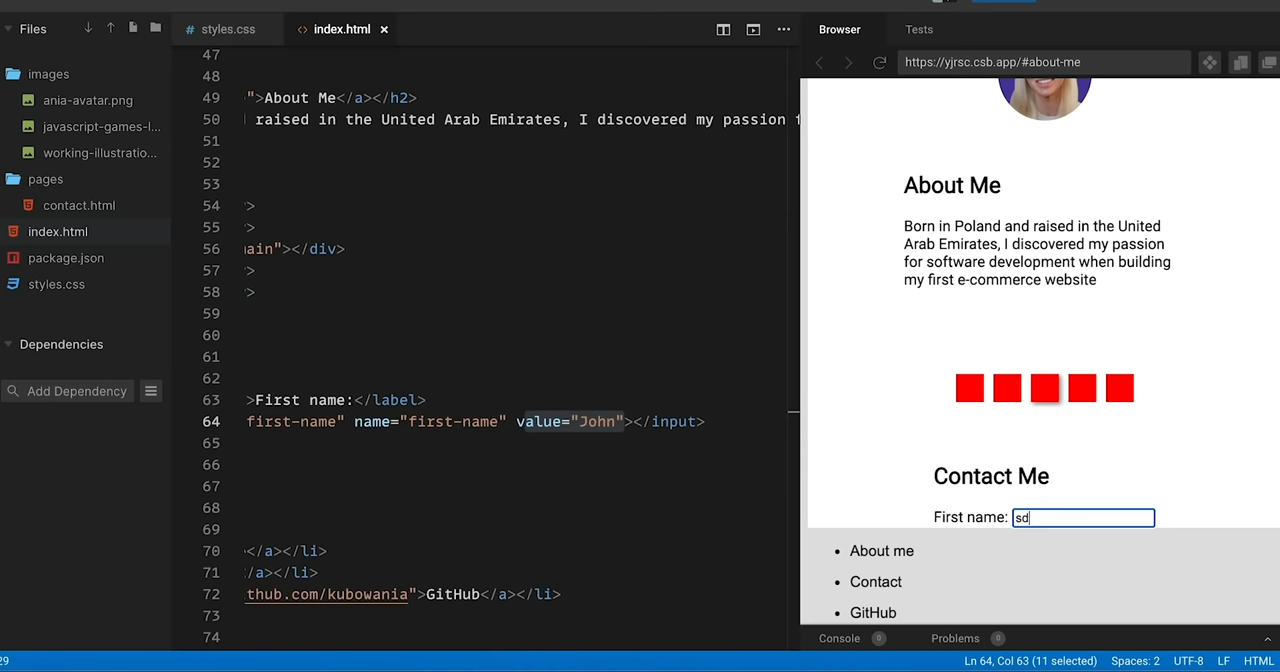 Files
styles.css
index.html
Browser
Tests
https://yjrsc.csb.app/#about-me
images
ania-avatar.png
javascript-games-l...
working-illustratio...
pages
contact.html
index.html
package.json
styles.css
Dependencies
Add Dependency
47
48
49 ">About Me</a></h2>
50 raised in the United Arab Emirates, I discovered my passion
51
52
53
54 >
55 >
56 ain"></div>
57 >
58 >
59
60
61
62
63 >First name:</label>
64 first-name" name="first-name" value="John"></input>
65
66
67
68
69
70 </a></li>
71 /a></li>
72 thub.com/kubowania">GitHub</a></li>
73
74
About Me
Born in Poland and raised in the United
Arab Emirates, I discovered my passion
for software development when building
my first e-commerce website
Contact Me
First name: sd
About me
Contact
GitHub
Console 0
Problems 0
29
Ln 64, Col 63 (11 selected)
Spaces: 2
UTF-8
LF
HTML